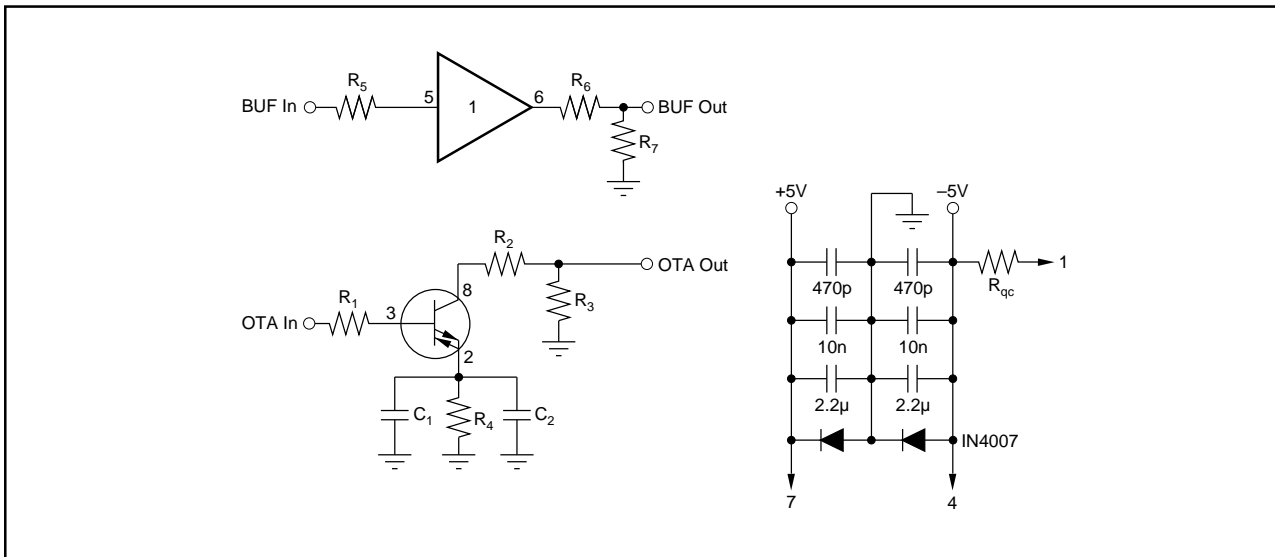 R5
BUF In
5
1
6
R6
BUF Out
R7
+5V
–5V
R2
OTA Out
470p
470p
Rqc
1
R1
8
R3
OTA In
3
2
10n
10n
C1
R4
C2
2.2µ
2.2µ
IN4007
7
4